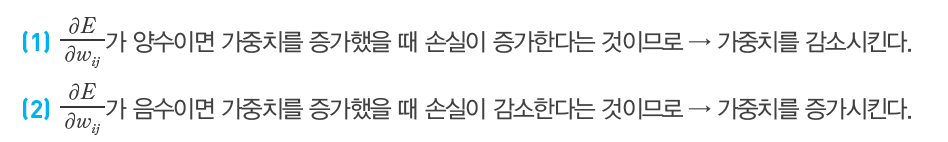 (1) ∂E/∂w_ij가 양수이면 가중치를 증가했을 때 손실이 증가한다는 것이므로 → 가중치를 감소시킨다.
(2) ∂E/∂w_ij가 음수이면 가중치를 증가했을 때 손실이 감소한다는 것이므로 → 가중치를 증가시킨다.